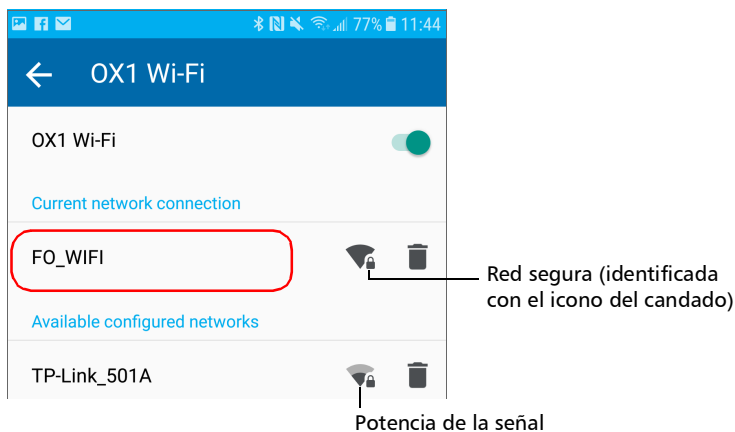 77% 11:44
OX1 Wi-Fi
OX1 Wi-Fi
Current network connection
FO_WIFI
Red segura (identificada
con el icono del candado)
Available configured networks
TP-Link_501A
Potencia de la señal